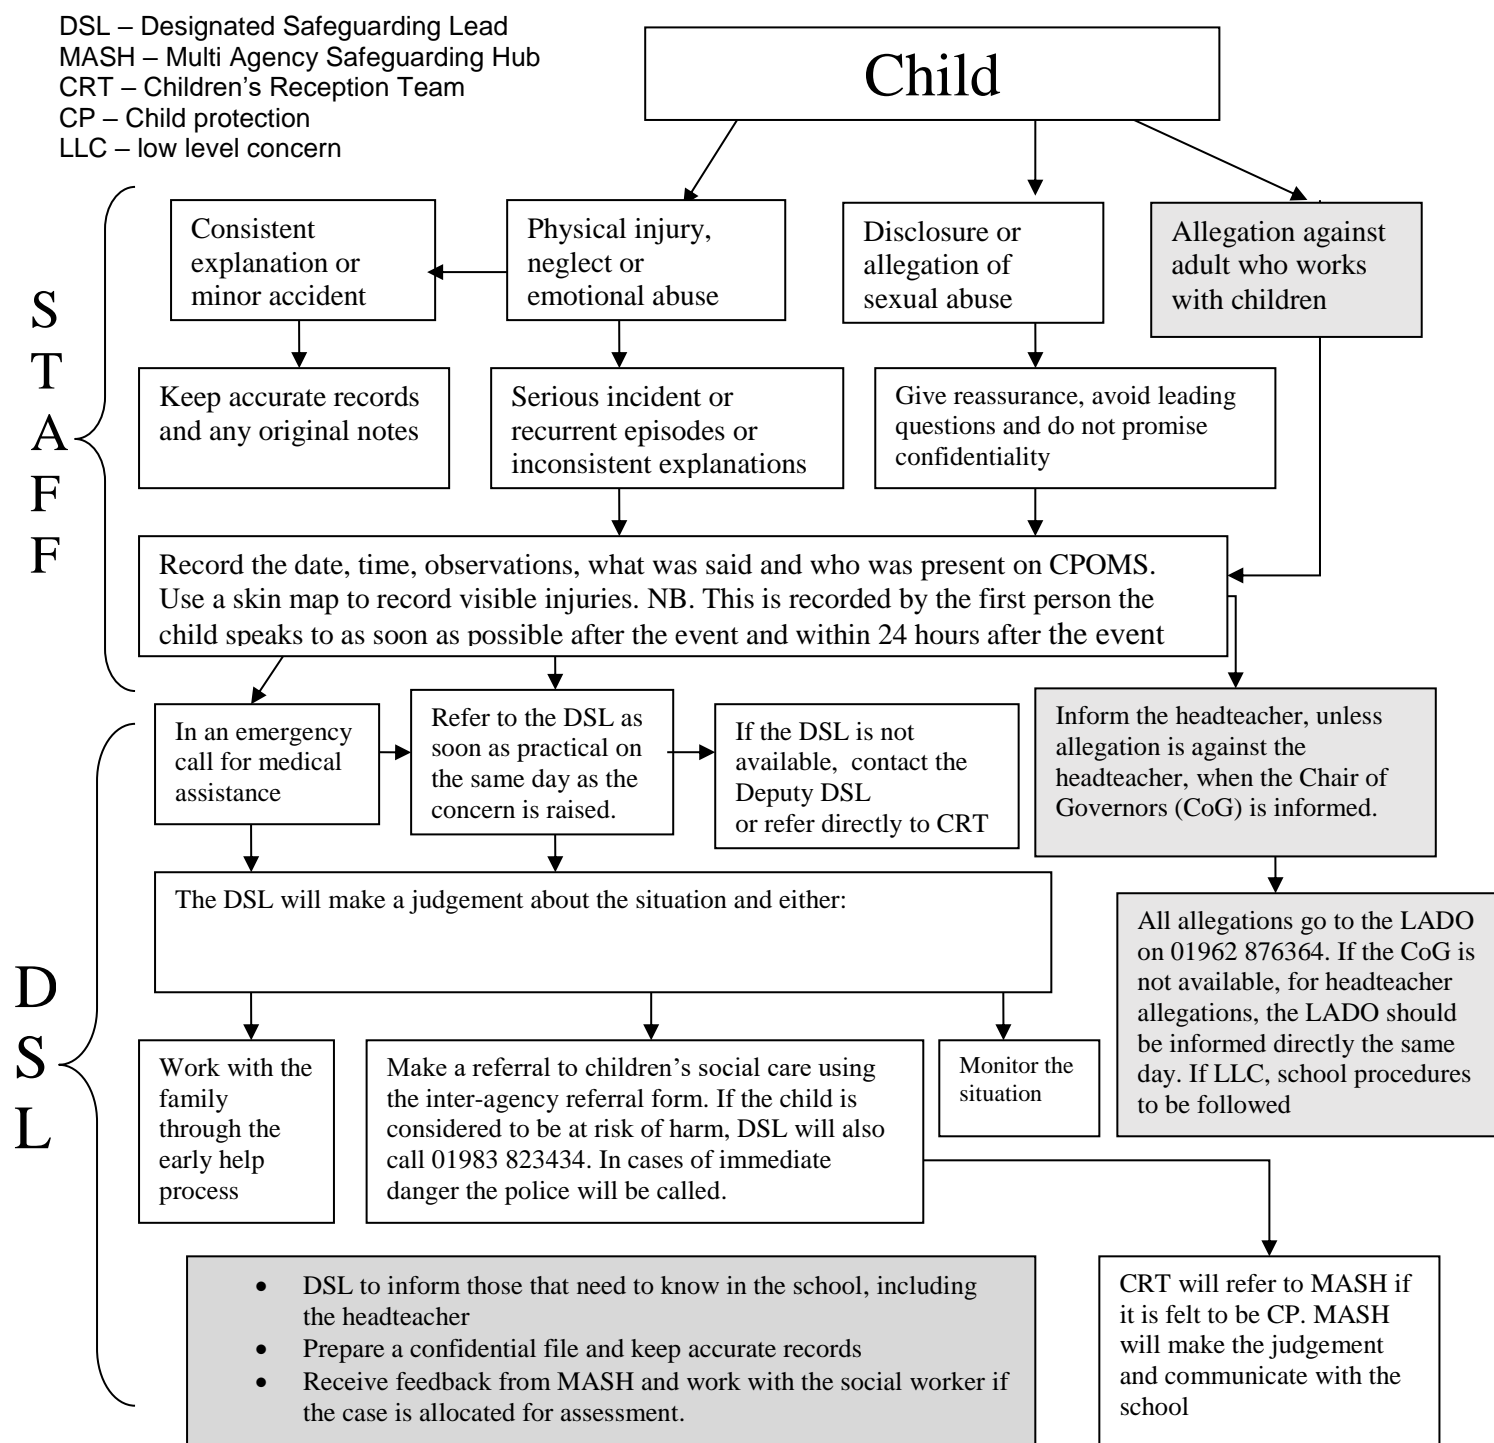 DSL – Designated Safeguarding Lead
MASH – Multi Agency Safeguarding Hub
CRT – Children's Reception Team
CP – Child protection
LLC – low level concern
Child
STAFF
Consistent
explanation or
minor accident
Physical injury,
neglect or
emotional abuse
Disclosure or
allegation of
sexual abuse
Allegation against
adult who works
with children
Keep accurate records
and any original notes
Serious incident or
recurrent episodes or
inconsistent explanations
Give reassurance, avoid leading
questions and do not promise
confidentiality
Record the date, time, observations, what was said and who was present on CPOMS.
Use a skin map to record visible injuries. NB. This is recorded by the first person the
child speaks to as soon as possible after the event and within 24 hours after the event
DSL
In an emergency
call for medical
assistance
Refer to the DSL as
soon as practical on
the same day as the
concern is raised.
If the DSL is not
available,  contact the
Deputy DSL
or refer directly to CRT
Inform the headteacher, unless
allegation is against the
headteacher, when the Chair of
Governors (CoG) is informed.
The DSL will make a judgement about the situation and either:
All allegations go to the LADO
on 01962 876364. If the CoG is
not available, for headteacher
allegations, the LADO should
be informed directly the same
day. If LLC, school procedures
to be followed
Work with the
family
through the
early help
process
Make a referral to children's social care using
the inter-agency referral form. If the child is
considered to be at risk of harm, DSL will also
call 01983 823434. In cases of immediate
danger the police will be called.
Monitor the
situation
• DSL to inform those that need to know in the school, including
the headteacher
• Prepare a confidential file and keep accurate records
• Receive feedback from MASH and work with the social worker if
the case is allocated for assessment.
CRT will refer to MASH if
it is felt to be CP. MASH
will make the judgement
and communicate with the
school